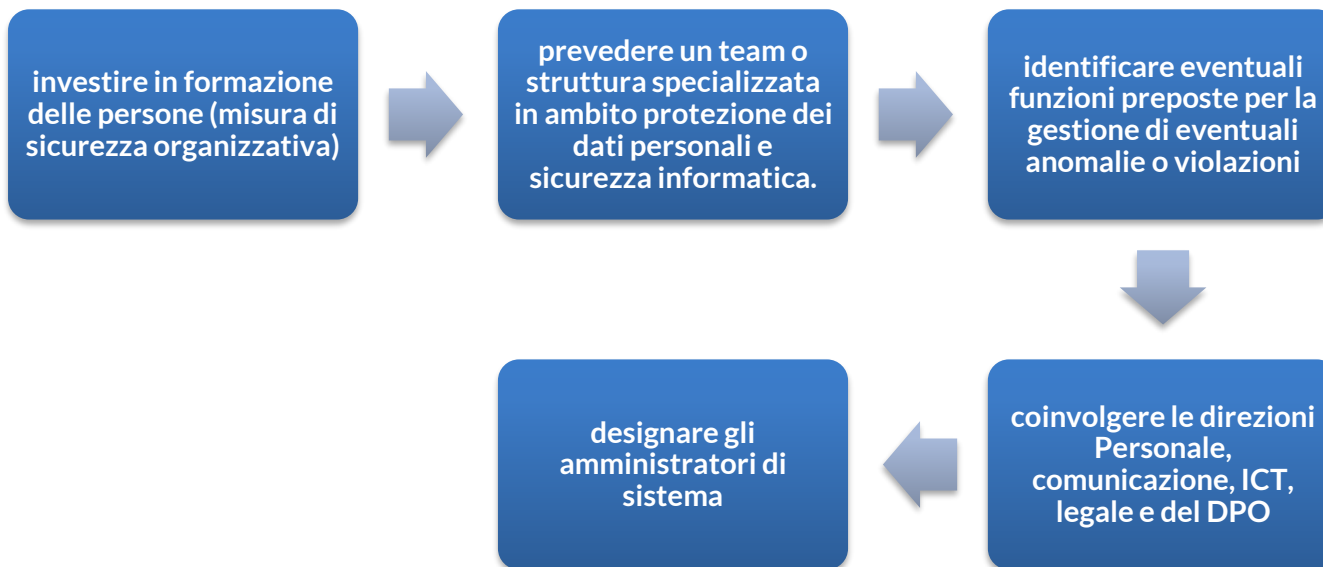 investire in formazione
delle persone (misura di
sicurezza organizzativa)
prevedere un team o
struttura specializzata
in ambito protezione dei
dati personali e
sicurezza informatica.
identificare eventuali
funzioni preposte per la
gestione di eventuali
anomalie o violazioni
coinvolgere le direzioni
Personale,
comunicazione, ICT,
legale e del DPO
designare gli
amministratori di
sistema